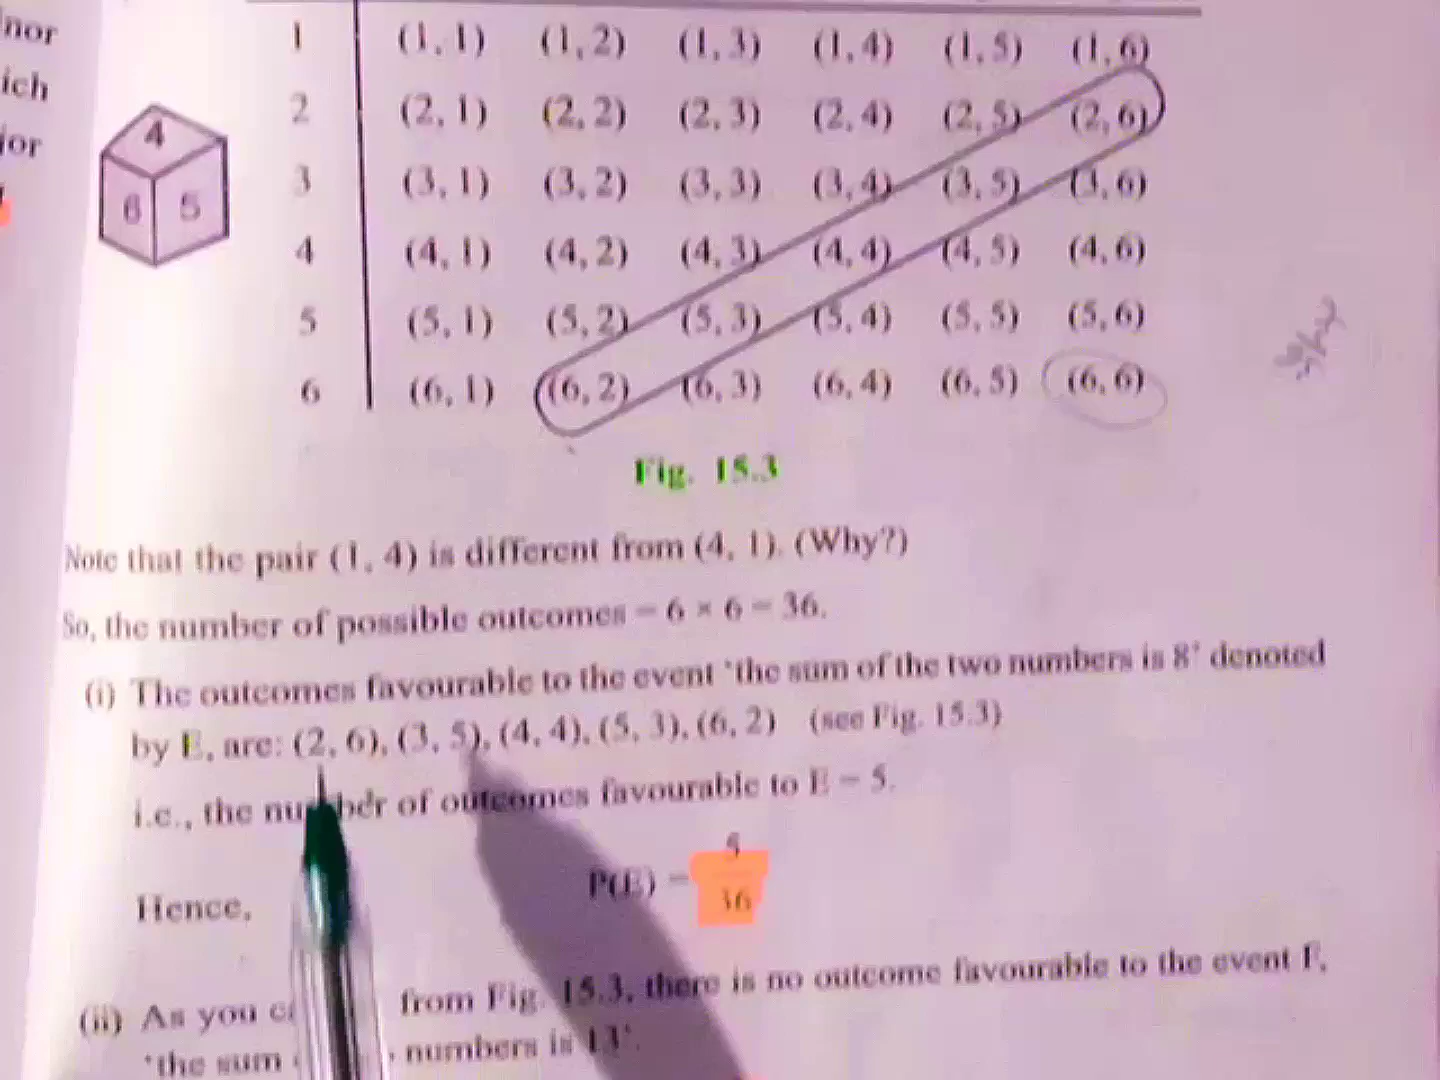 nor
ich
jor
1 (1, 1) (1, 2) (1, 3) (1, 4) (1, 5) (1, 6)
2 (2, 1) (2, 2) (2, 3) (2, 4) (2, 5) (2, 6)
3 (3, 1) (3, 2) (3, 3) (3, 4) (3, 5) (3, 6)
4 (4, 1) (4, 2) (4, 3) (4, 4) (4, 5) (4, 6)
5 (5, 1) (5, 2) (5, 3) (5, 4) (5, 5) (5, 6)
6 (6, 1) (6, 2) (6, 3) (6, 4) (6, 5) (6, 6)
4
6 5
Fig. 15.3
Note that the pair (1, 4) is different from (4, 1). (Why?)
So, the number of possible outcomes = 6 × 6 = 36.
(i) The outcomes favourable to the event 'the sum of the two numbers is 8' denoted
by E, are: (2, 6), (3, 5), (4, 4), (5, 3), (6, 2) (see Fig. 15.3)
i.e., the number of outcomes favourable to E = 5.
Hence, P(E) = 5/36
(ii) As you from Fig. 15.3, there is no outcome favourable to the event F,
'the sum numbers is 13'.